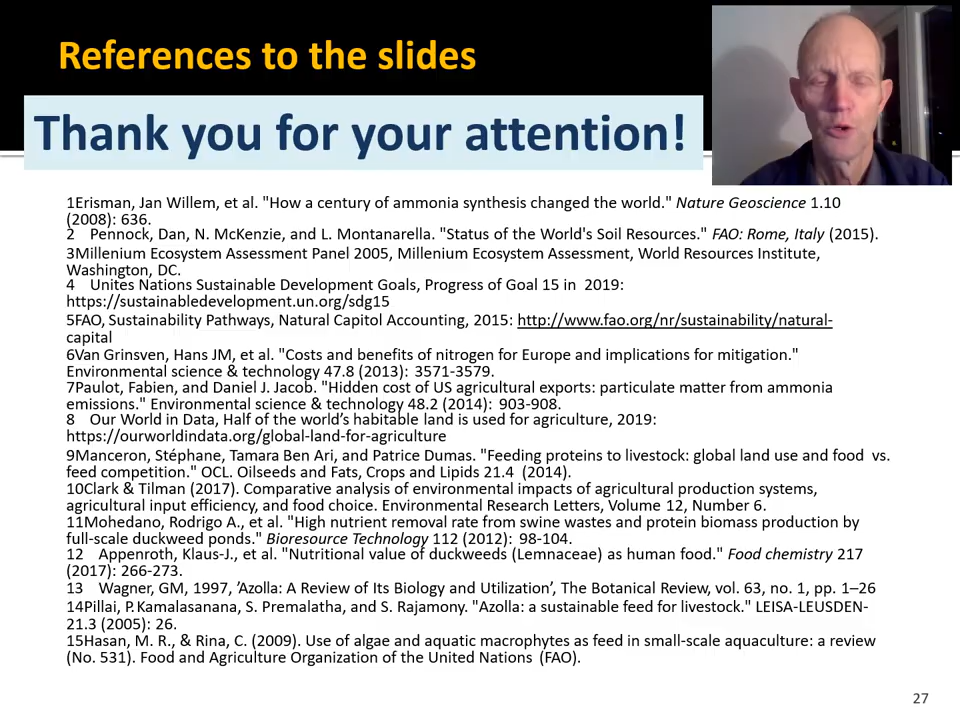 References to the slides
Thank you for your attention!
1Erisman, Jan Willem, et al. "How a century of ammonia synthesis changed the world." Nature Geoscience 1.10
(2008): 636.
2 Pennock, Dan, N. McKenzie, and L. Montanarella. "Status of the World's Soil Resources." FAO: Rome, Italy (2015).
3Millenium Ecosystem Assessment Panel 2005, Millenium Ecosystem Assessment, World Resources Institute,
Washington, DC.
4 Unites Nations Sustainable Development Goals, Progress of Goal 15 in 2019:
https://sustainabledevelopment.un.org/sdg15
5FAO, Sustainability Pathways, Natural Capitol Accounting, 2015: http://www.fao.org/nr/sustainability/natural-
capital
6Van Grinsven, Hans JM, et al. "Costs and benefits of nitrogen for Europe and implications for mitigation."
Environmental science & technology 47.8 (2013): 3571-3579.
7Paulot, Fabien, and Daniel J. Jacob. "Hidden cost of US agricultural exports: particulate matter from ammonia
emissions." Environmental science & technology 48.2 (2014): 903-908.
8 Our World in Data, Half of the world’s habitable land is used for agriculture, 2019:
https://ourworldindata.org/global-land-for-agriculture
9Manceron, Stéphane, Tamara Ben Ari, and Patrice Dumas. "Feeding proteins to livestock: global land use and food vs.
feed competition." OCL. Oilseeds and Fats, Crops and Lipids 21.4 (2014).
10Clark & Tilman (2017). Comparative analysis of environmental impacts of agricultural production systems,
agricultural input efficiency, and food choice. Environmental Research Letters, Volume 12, Number 6.
11Mohedano, Rodrigo A., et al. "High nutrient removal rate from swine wastes and protein biomass production by
full-scale duckweed ponds." Bioresource Technology 112 (2012): 98-104.
12 Appenroth, Klaus-J., et al. "Nutritional value of duckweeds (Lemnaceae) as human food." Food chemistry 217
(2017): 266-273.
13 Wagner, GM, 1997, ’Azolla: A Review of Its Biology and Utilization’, The Botanical Review, vol. 63, no. 1, pp. 1–26
14Pillai, P. Kamalasanana, S. Premalatha, and S. Rajamony. "Azolla: a sustainable feed for livestock." LEISA-LEUSDEN-
21.3 (2005): 26.
15Hasan, M. R., & Rina, C. (2009). Use of algae and aquatic macrophytes as feed in small-scale aquaculture: a review
(No. 531). Food and Agriculture Organization of the United Nations (FAO).
27